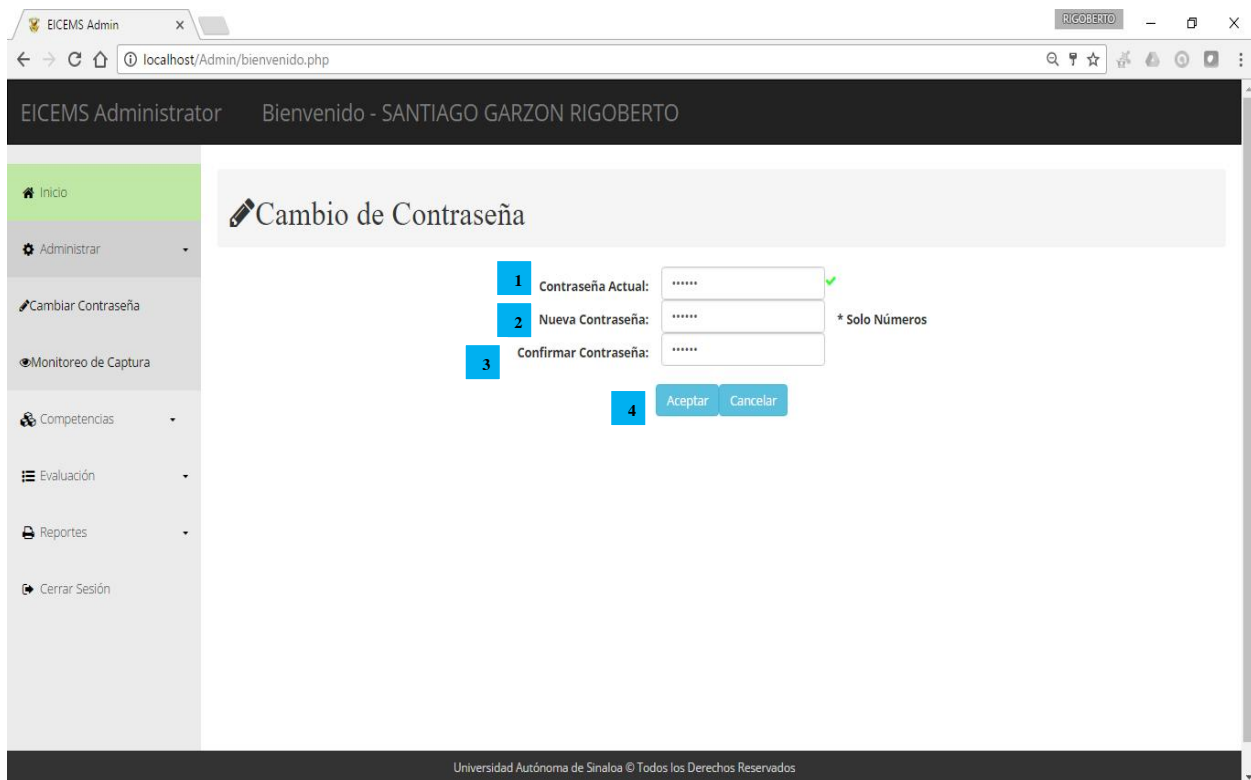 EICEMS Admin
RIGOBERTO
localhost/Admin/bienvenido.php
EICEMS Administrator Bienvenido - SANTIAGO GARZON RIGOBERTO
Inicio
Administrar
Cambiar Contraseña
Monitoreo de Captura
Competencias
Evaluación
Reportes
Cerrar Sesión
Cambio de Contraseña
1 Contraseña Actual: ••••••
2 Nueva Contraseña: •••••• * Solo Números
3 Confirmar Contraseña: ••••••
4 Aceptar Cancelar
Universidad Autónoma de Sinaloa © Todos los Derechos Reservados